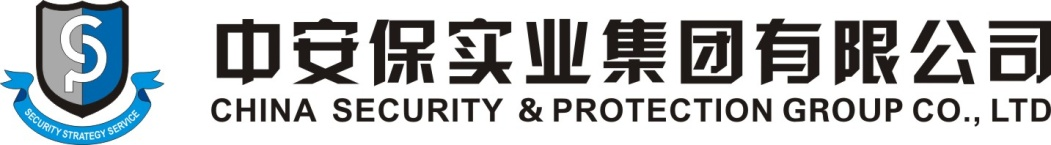 SP
SECURITY STRATEGY SERVICE
中安保实业集团有限公司
CHINA SECURITY & PROTECTION GROUP CO., LTD